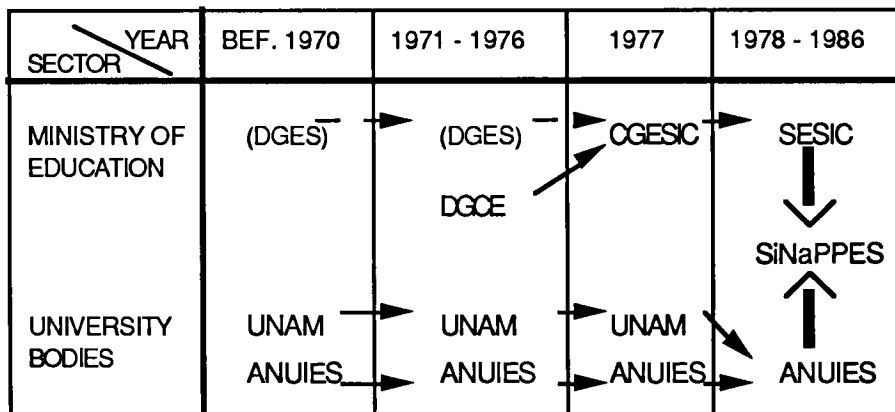 YEAR
SECTOR
BEF. 1970
1971 - 1976
1977
1978 - 1986
MINISTRY OF
EDUCATION
(DGES)
(DGES)
CGESIC
SESIC
DGCE
SiNaPPES
UNIVERSITY
BODIES
UNAM
UNAM
UNAM
ANUIES
ANUIES
ANUIES
ANUIES